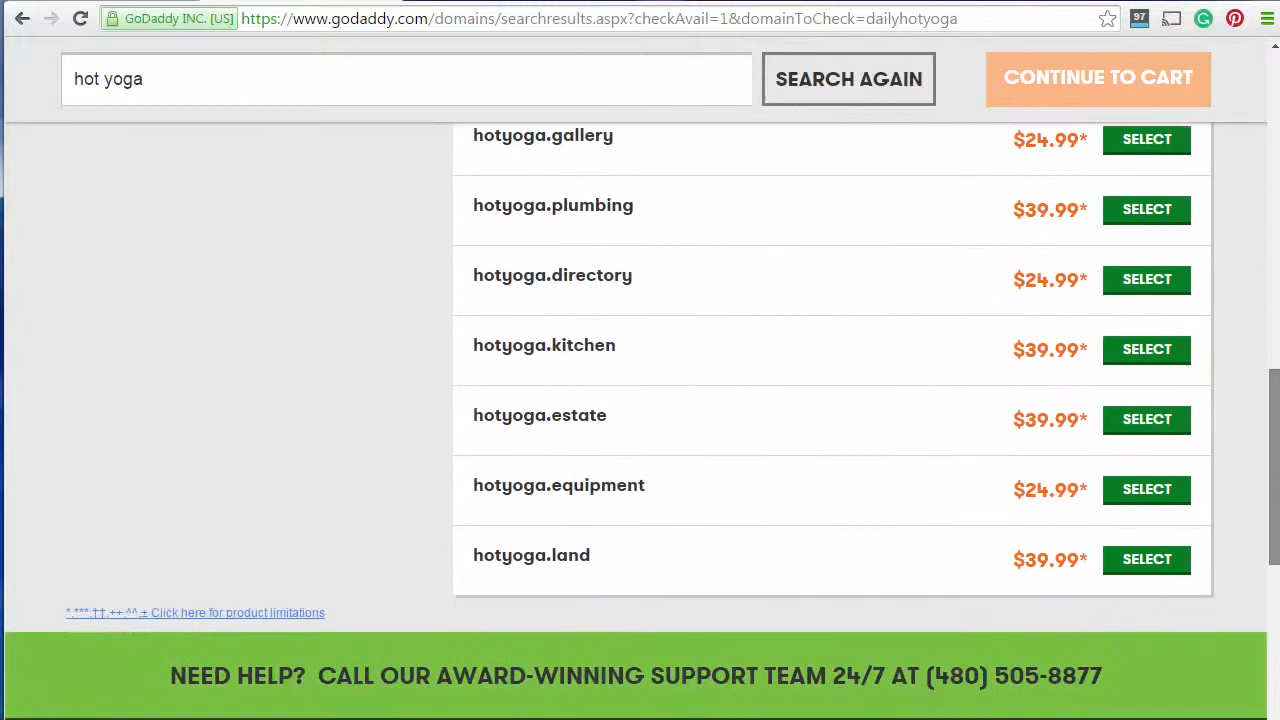 GoDaddy INC. [US]
https://www.godaddy.com/domains/searchresults.aspx?checkAvail=1&domainToCheck=dailyhotyoga
97
hot yoga
SEARCH AGAIN
CONTINUE TO CART
hotyoga.gallery $24.99* SELECT
hotyoga.plumbing $39.99* SELECT
hotyoga.directory $24.99* SELECT
hotyoga.kitchen $39.99* SELECT
hotyoga.estate $39.99* SELECT
hotyoga.equipment $24.99* SELECT
hotyoga.land $39.99* SELECT
*,***,††,++,^^,± Click here for product limitations
NEED HELP? CALL OUR AWARD-WINNING SUPPORT TEAM 24/7 AT (480) 505-8877